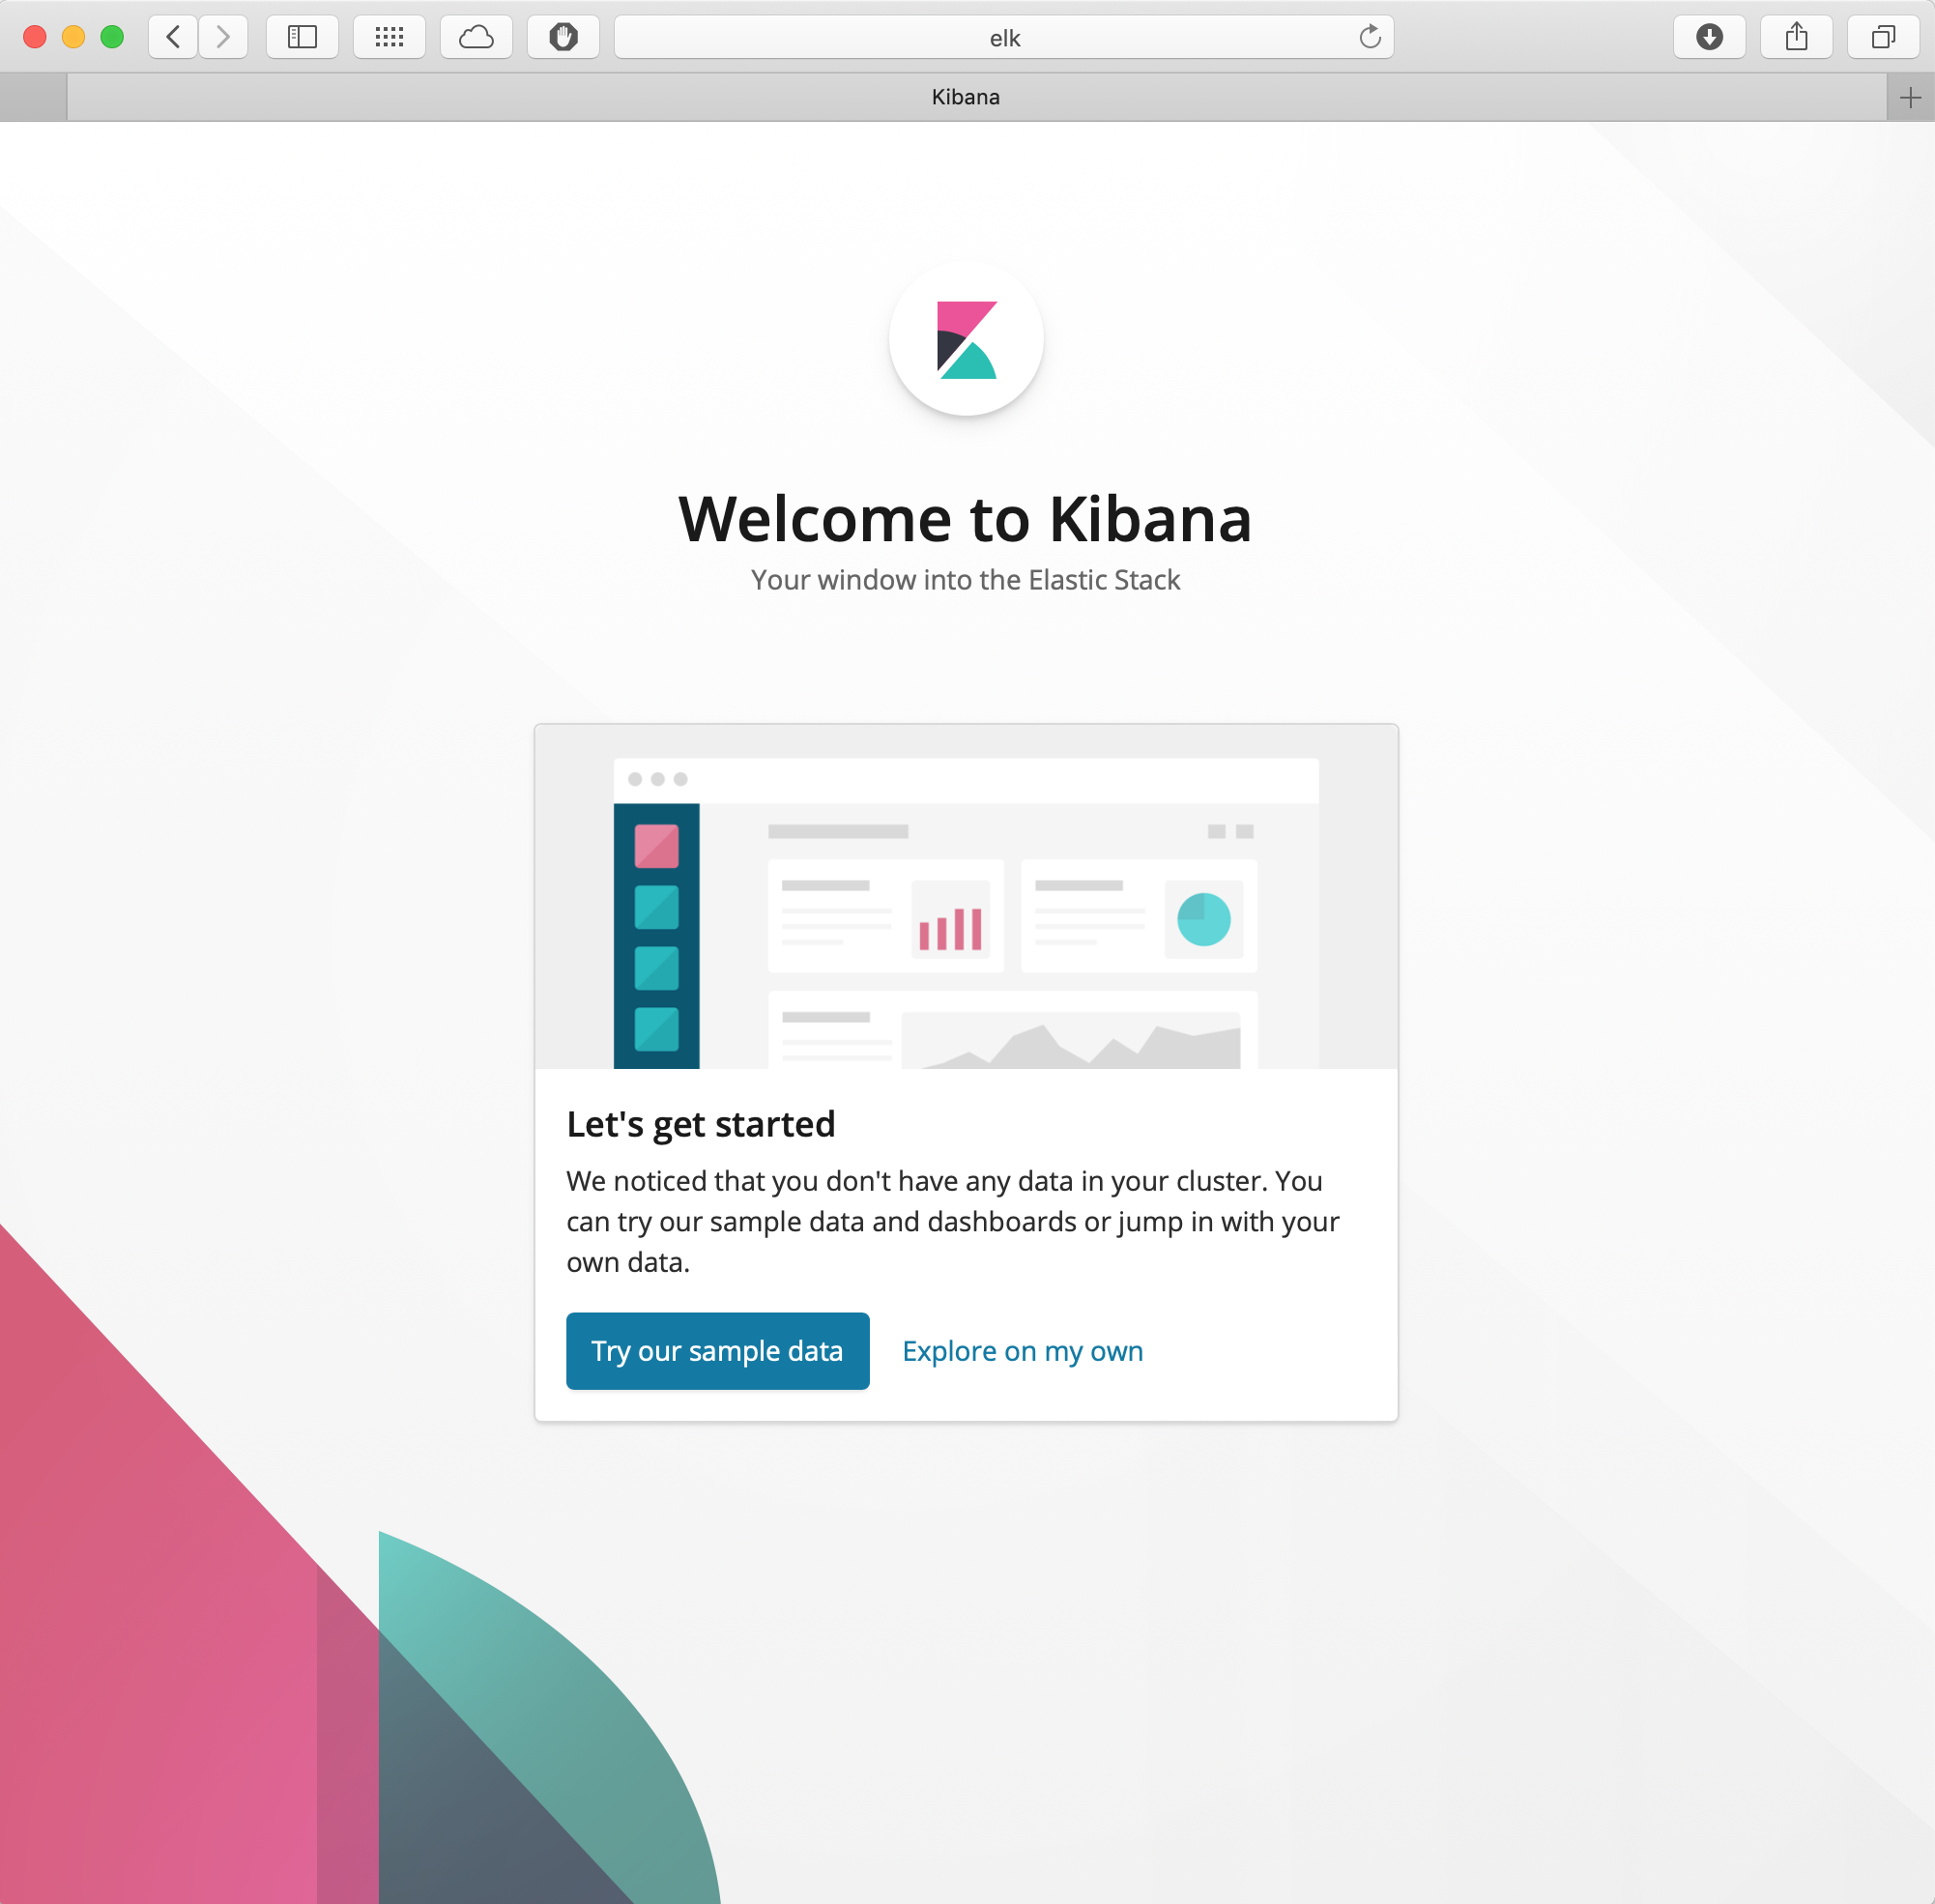 elk
Kibana
Welcome to Kibana
Your window into the Elastic Stack
Let's get started
We noticed that you don't have any data in your cluster. You
can try our sample data and dashboards or jump in with your
own data.
Try our sample data
Explore on my own